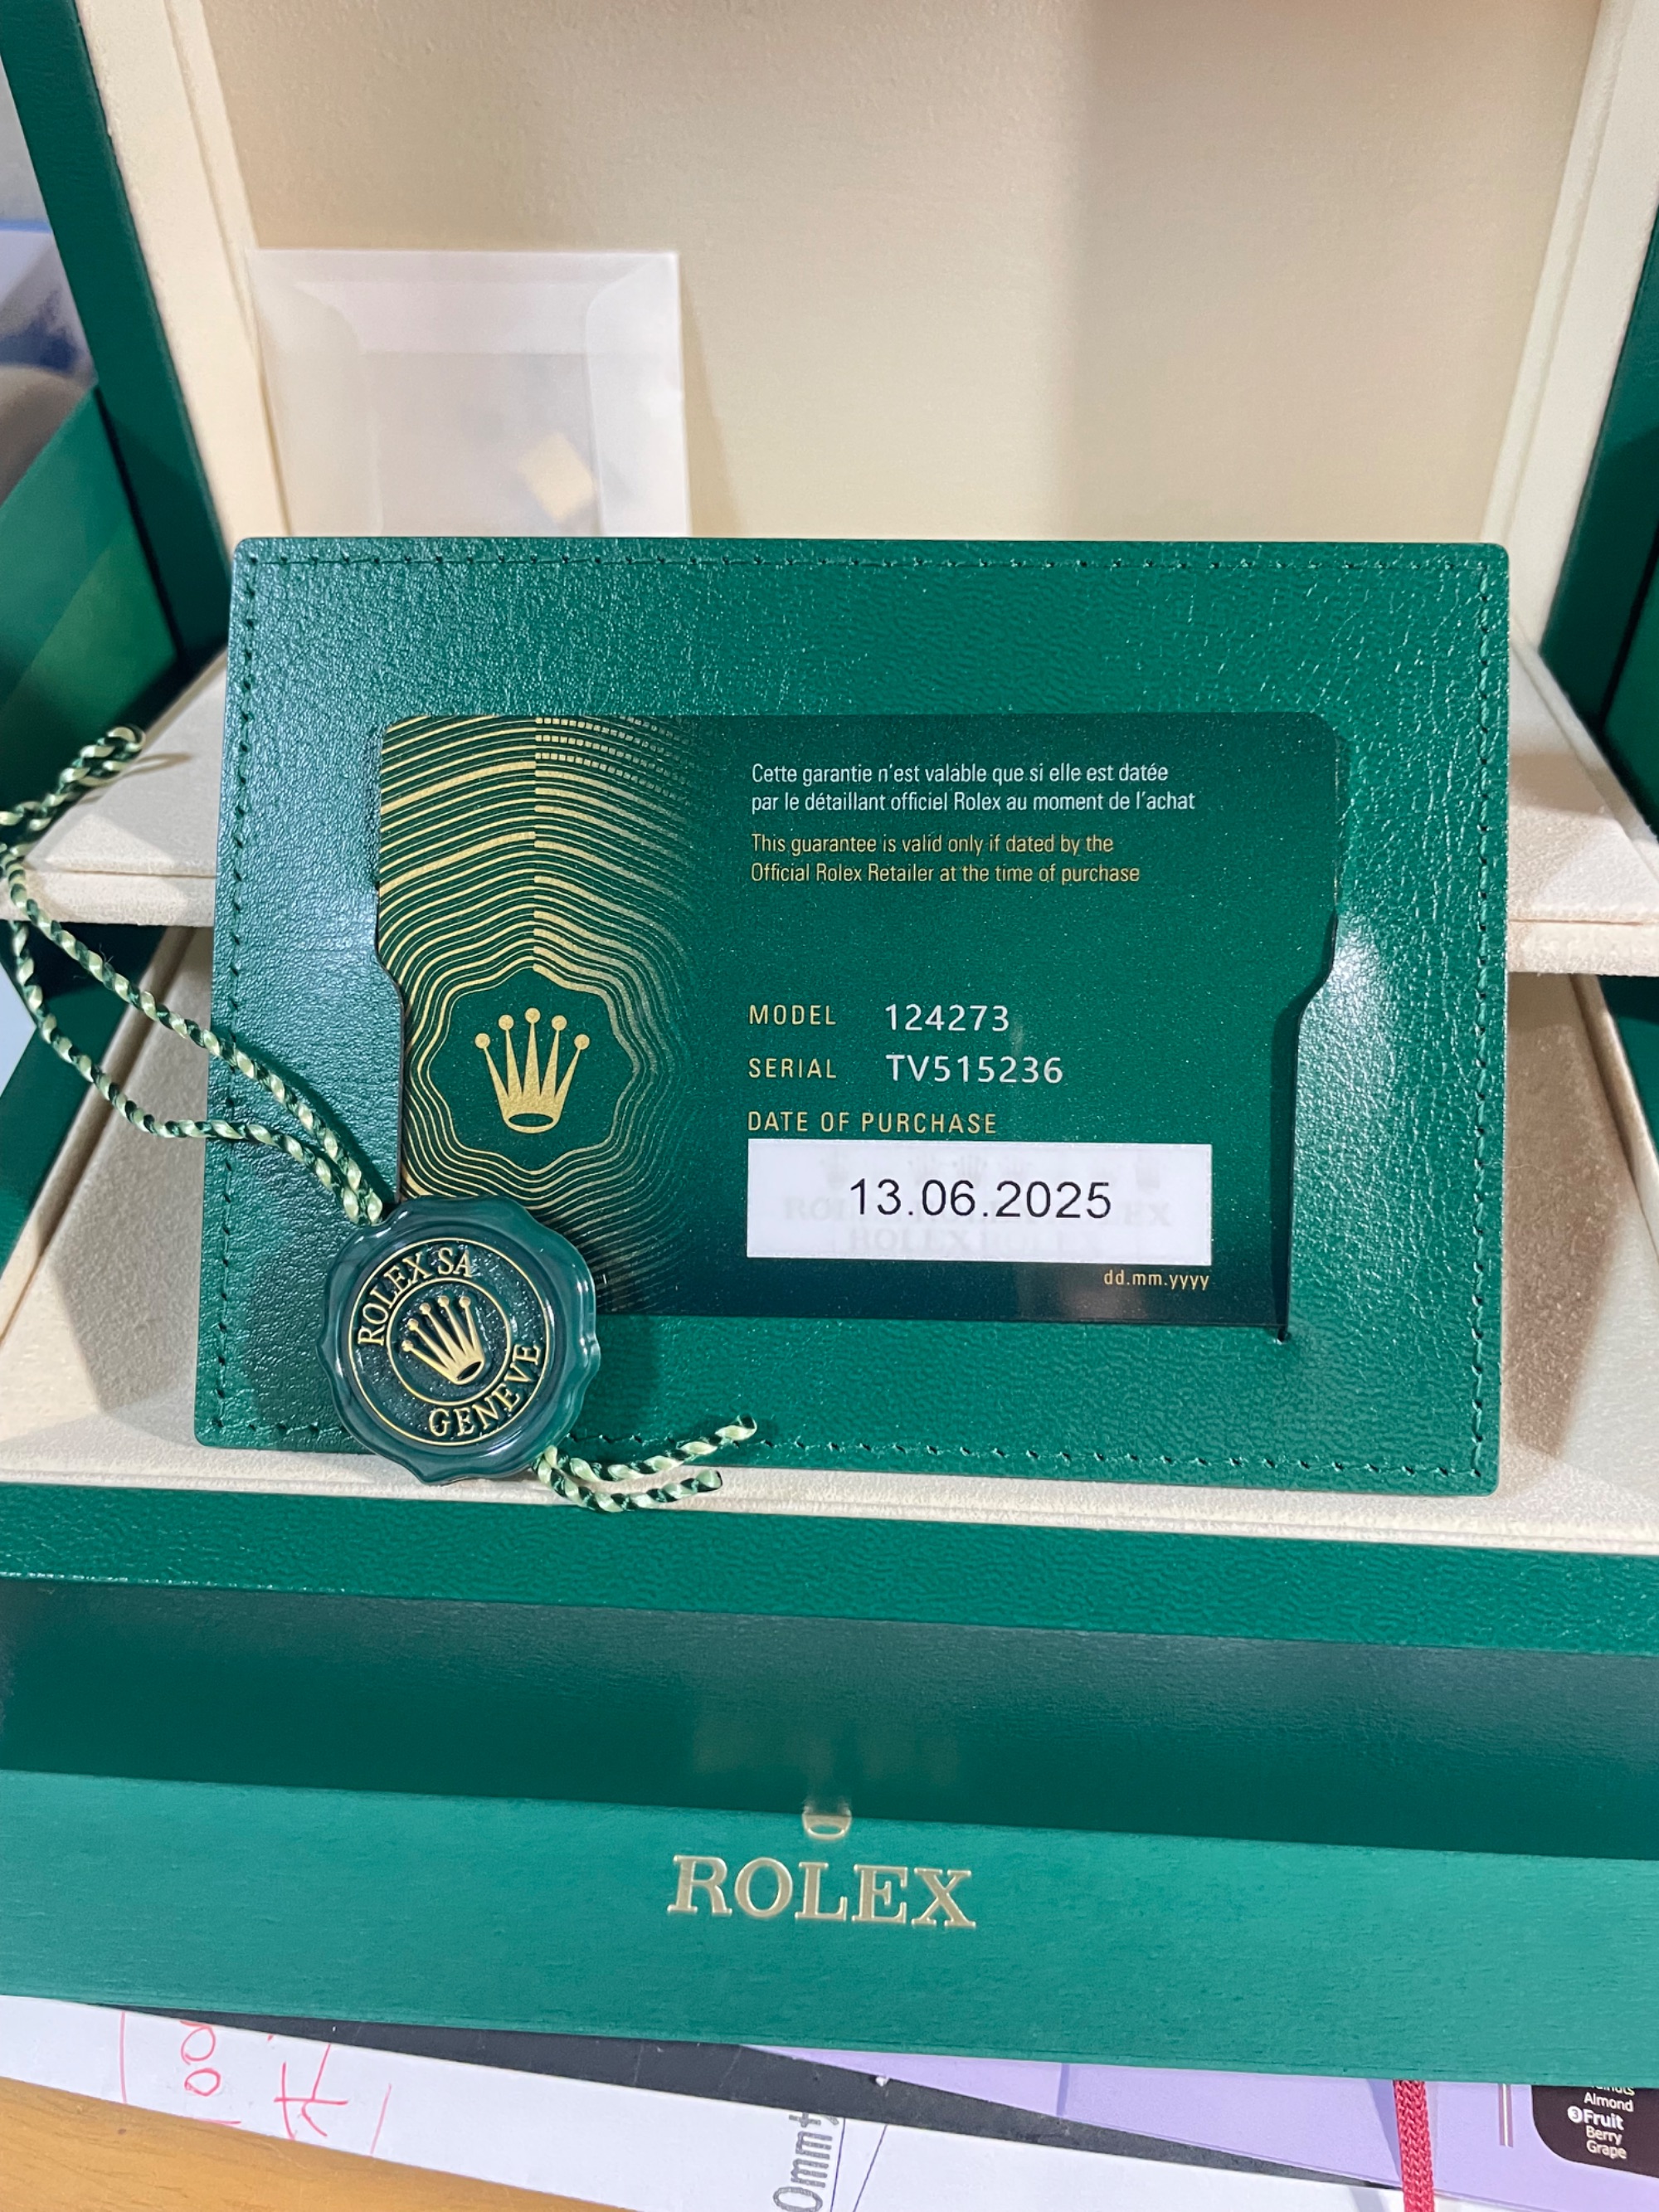 Cette garantie n'est valable que si elle est datée
par le détaillant officiel Rolex au moment de l'achat
This guarantee is valid only if dated by the
Official Rolex Retailer at the time of purchase
MODEL 124273
SERIAL TV515236
DATE OF PURCHASE
13.06.2025
dd.mm.yyyy
ROLEX SA
GENEVE
ROLEX
Almond
3 Fruit
Berry
Grape